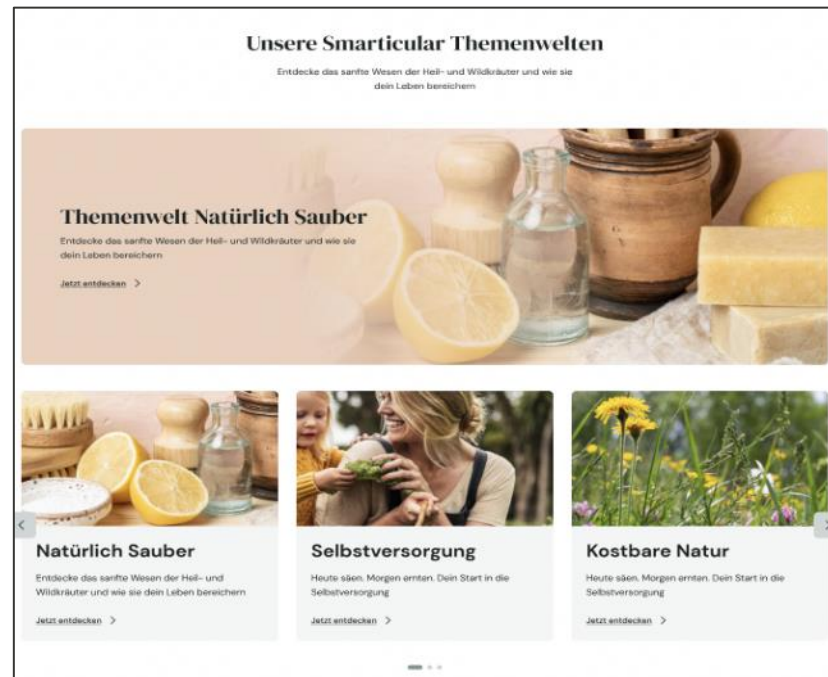 Unsere Smarticular Themenwelten
Entdecke das sanfte Wesen der Heil- und Wildkräuter und wie sie
dein Leben bereichern
Themenwelt Natürlich Sauber
Entdecke das sanfte Wesen der Heil- und Wildkräuter und wie sie
dein Leben bereichern
Jetzt entdecken
Natürlich Sauber
Entdecke das sanfte Wesen der Heil- und
Wildkräuter und wie sie dein Leben bereichern
Jetzt entdecken
Selbstversorgung
Heute säen. Morgen ernten. Dein Start in die
Selbstversorgung
Jetzt entdecken
Kostbare Natur
Heute säen. Morgen ernten. Dein Start in die
Selbstversorgung
Jetzt entdecken